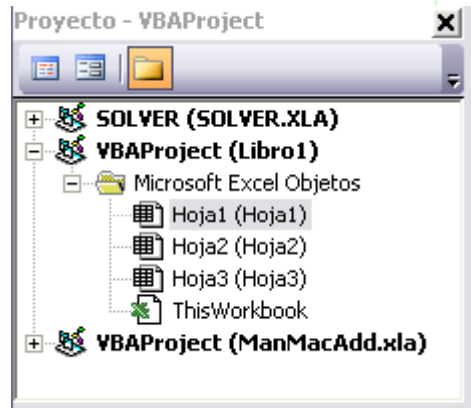 Proyecto - VBAProject
SOLVER (SOLVER.XLA)
VBAProject (Libro1)
Microsoft Excel Objetos
Hoja1 (Hoja1)
Hoja2 (Hoja2)
Hoja3 (Hoja3)
ThisWorkbook
VBAProject (ManMacAdd.xla)